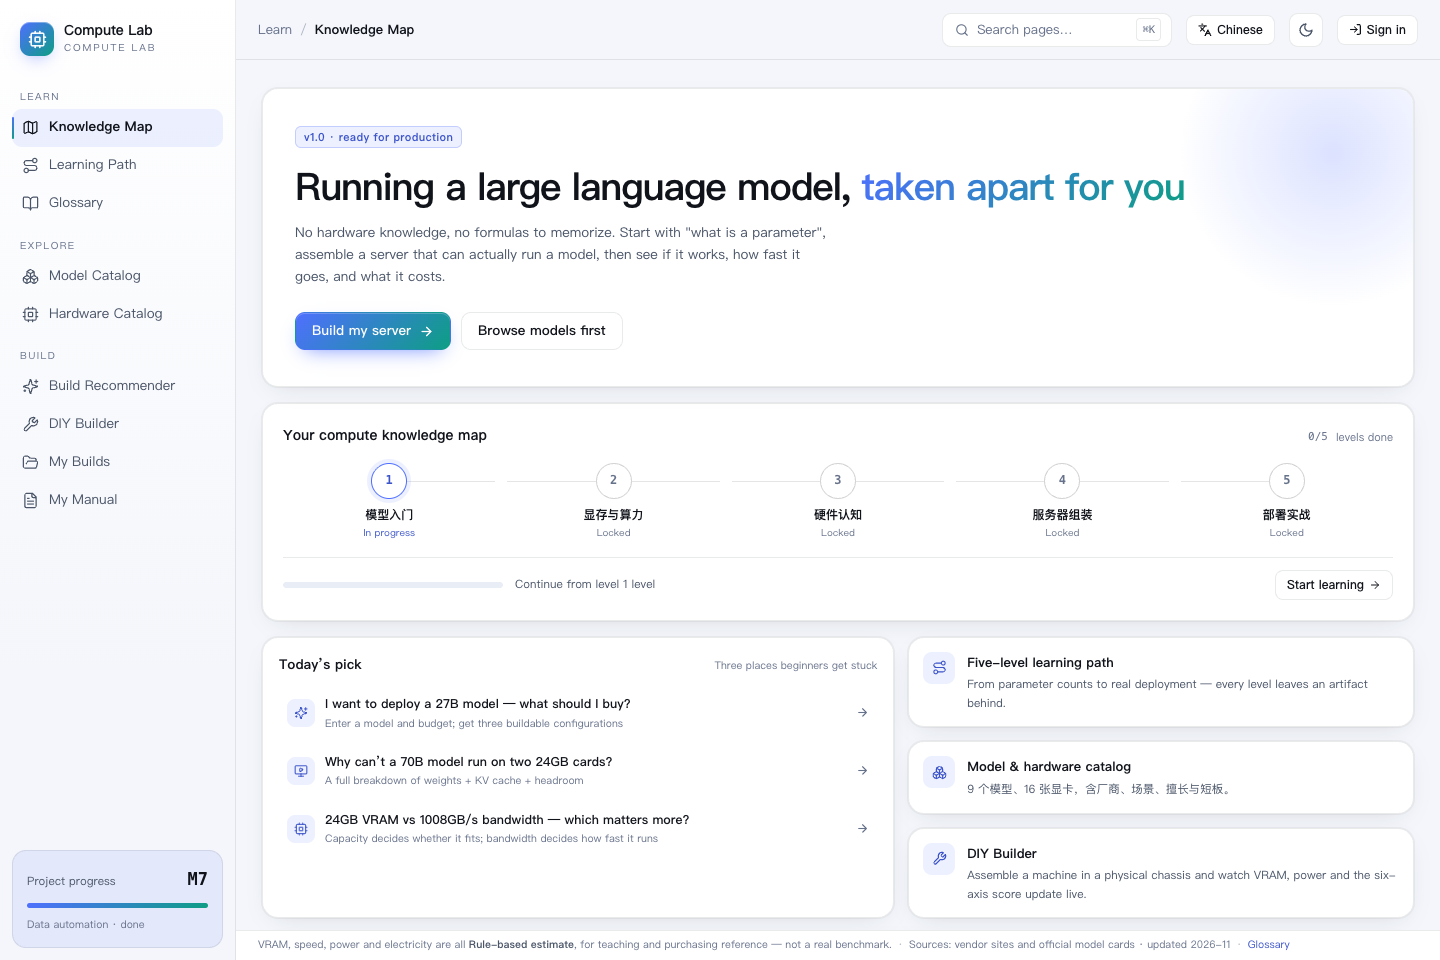 Compute Lab
COMPUTE LAB
LEARN
Knowledge Map
Learning Path
Glossary
EXPLORE
Model Catalog
Hardware Catalog
BUILD
Build Recommender
DIY Builder
My Builds
My Manual
Project progress M7
Data automation · done
Learn / Knowledge Map
Search pages... ⌘K
Chinese
Sign in
v1.0 · ready for production
Running a large language model, taken apart for you
No hardware knowledge, no formulas to memorize. Start with "what is a parameter",
assemble a server that can actually run a model, then see if it works, how fast it
goes, and what it costs.
Build my server →
Browse models first
Your compute knowledge map
0/5 levels done
1 2 3 4 5
模型入门 显存与算力 硬件认知 服务器组装 部署实战
In progress Locked Locked Locked Locked
Continue from level 1 level
Start learning →
Today's pick
Three places beginners get stuck
I want to deploy a 27B model — what should I buy?
Enter a model and budget; get three buildable configurations
Why can't a 70B model run on two 24GB cards?
A full breakdown of weights + KV cache + headroom
24GB VRAM vs 1008GB/s bandwidth — which matters more?
Capacity decides whether it fits; bandwidth decides how fast it runs
Five-level learning path
From parameter counts to real deployment — every level leaves an artifact
behind.
Model & hardware catalog
9 个模型、16 张显卡，含厂商、场景、擅长与短板。
DIY Builder
Assemble a machine in a physical chassis and watch VRAM, power and the six-
axis score update live.
VRAM, speed, power and electricity are all Rule-based estimate, for teaching and purchasing reference — not a real benchmark. · Sources: vendor sites and official model cards · updated 2026-11 · Glossary